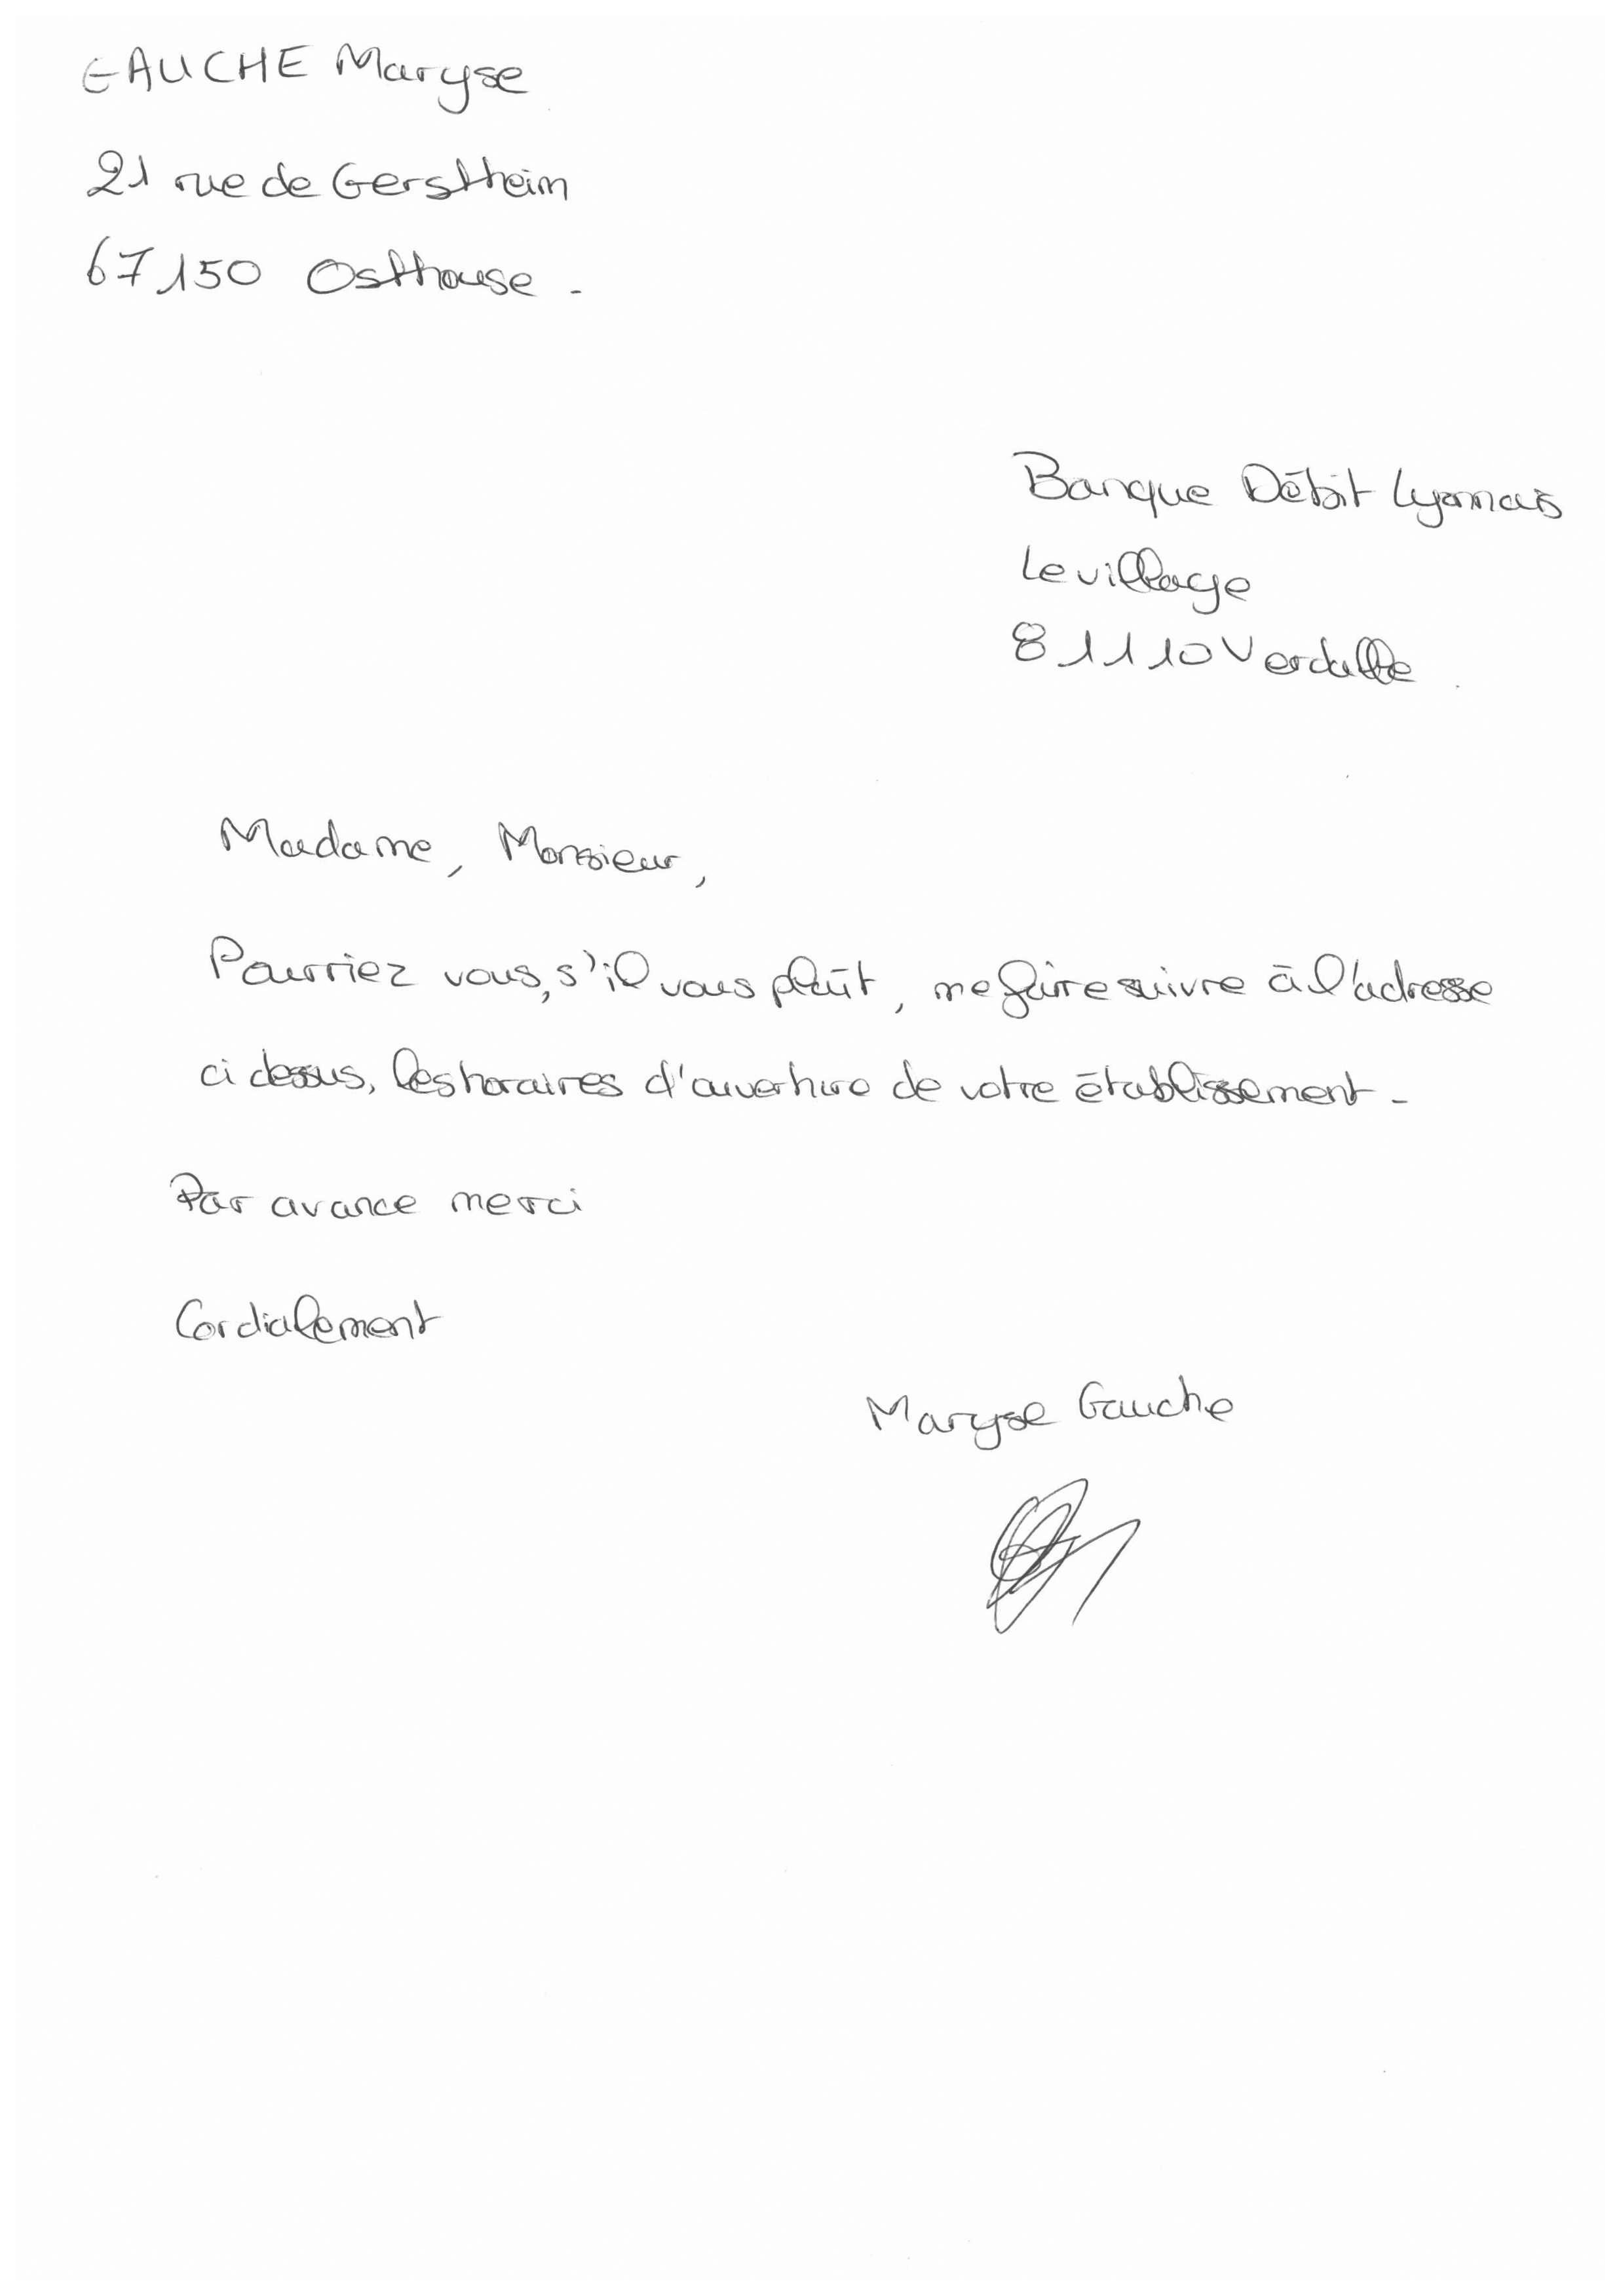 GAUCHE Maryse
21 rue de Gerstheim
67150 Osthouse.
Banque Débit Lyonnais
Le village
81110 Verdalle
Madame, Monsieur,
Pourriez vous, s'il vous plaît, me faire suivre à l'adresse
ci dessus, les horaires d'ouverture de votre établissement.
Par avance merci
Cordialement
Maryse Gauche